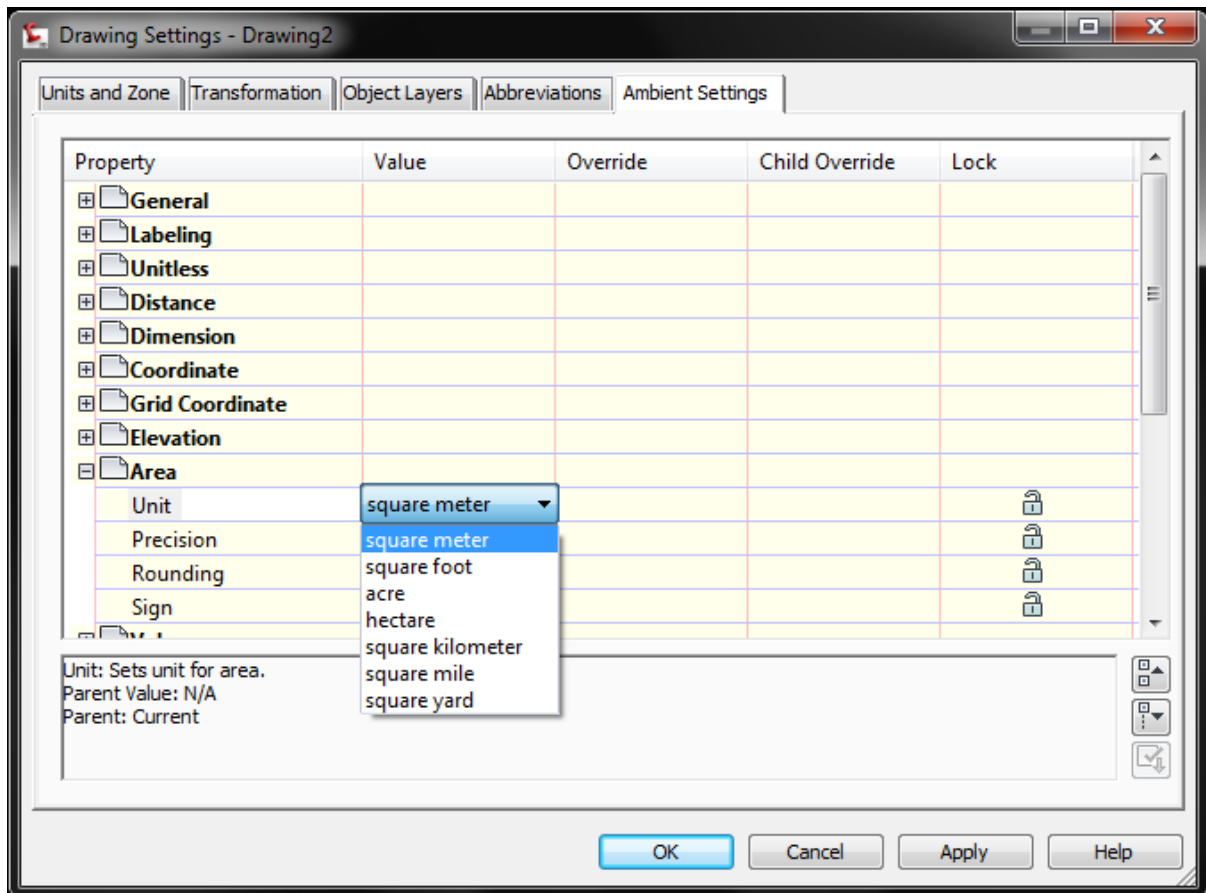 Drawing Settings - Drawing2
Units and Zone Transformation Object Layers Abbreviations Ambient Settings
Property Value Override Child Override Lock
General
Labeling
Unitless
Distance
Dimension
Coordinate
Grid Coordinate
Elevation
Area
Unit square meter
Precision square meter
square foot
Rounding
acre
Sign
hectare
square kilometer
Unit: Sets unit for area.
square mile
Parent Value: N/A
square yard
Parent: Current
OK Cancel Apply Help